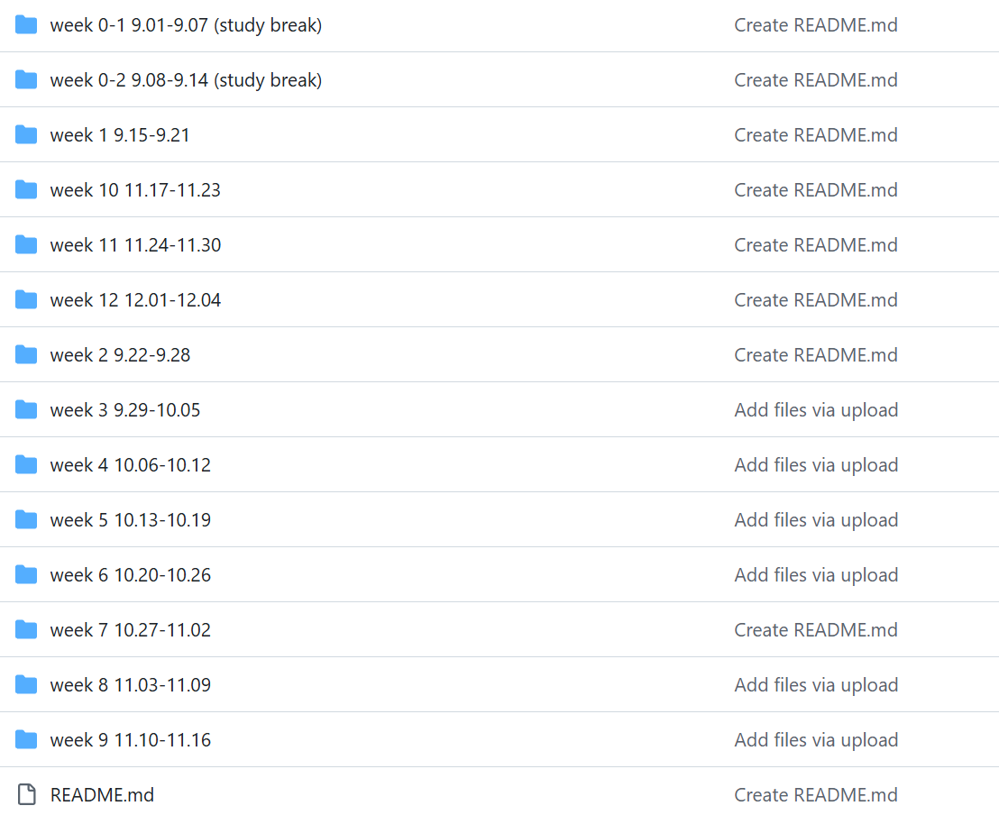 week 0-1 9.01-9.07 (study break) Create README.md
week 0-2 9.08-9.14 (study break) Create README.md
week 1 9.15-9.21 Create README.md
week 10 11.17-11.23 Create README.md
week 11 11.24-11.30 Create README.md
week 12 12.01-12.04 Create README.md
week 2 9.22-9.28 Create README.md
week 3 9.29-10.05 Add files via upload
week 4 10.06-10.12 Add files via upload
week 5 10.13-10.19 Add files via upload
week 6 10.20-10.26 Add files via upload
week 7 10.27-11.02 Create README.md
week 8 11.03-11.09 Add files via upload
week 9 11.10-11.16 Add files via upload
README.md Create README.md